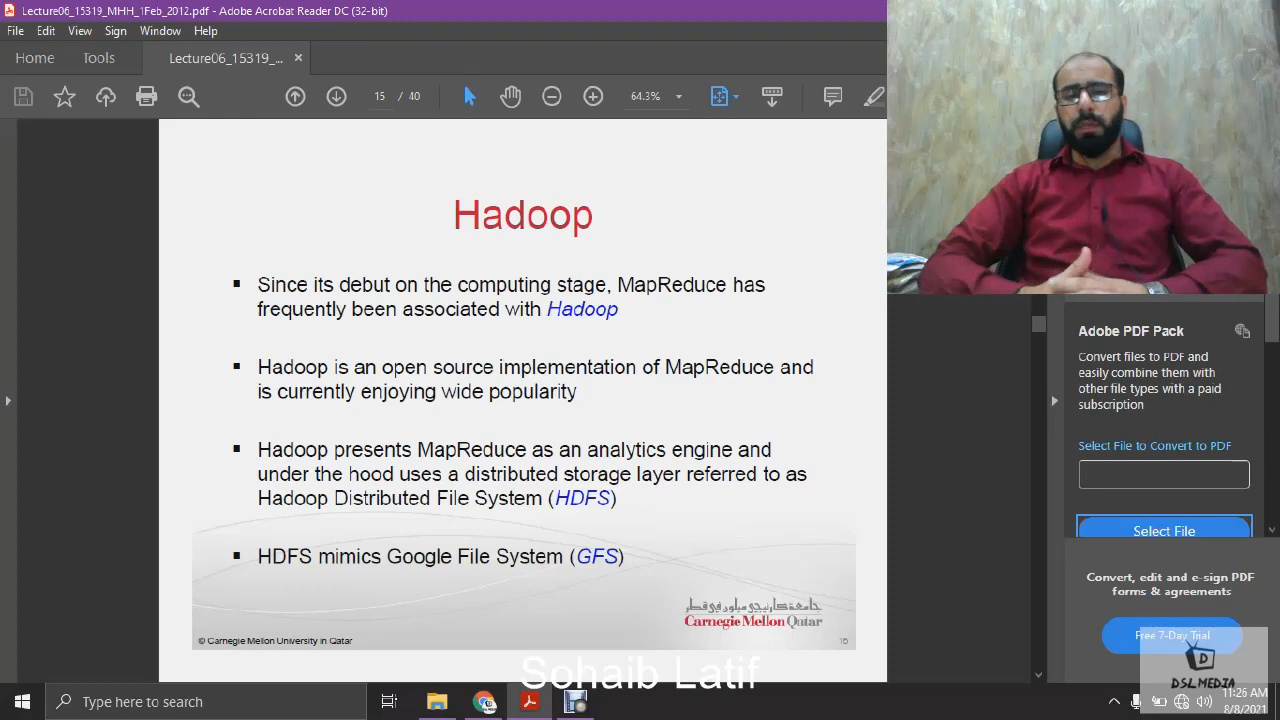 Lecture06_15319_MHH_1Feb_2012.pdf - Adobe Acrobat Reader DC (32-bit)
File Edit View Sign Window Help
Home Tools Lecture06_15319_... ×
15 / 40 64.3%
Hadoop
▪ Since its debut on the computing stage, MapReduce has
frequently been associated with Hadoop
▪ Hadoop is an open source implementation of MapReduce and
is currently enjoying wide popularity
▪ Hadoop presents MapReduce as an analytics engine and
under the hood uses a distributed storage layer referred to as
Hadoop Distributed File System (HDFS)
▪ HDFS mimics Google File System (GFS)
جامعة كارنيجي ميلون في قطر
Carnegie Mellon Qatar
© Carnegie Mellon University in Qatar
15
Adobe PDF Pack
Convert files to PDF and
easily combine them with
other file types with a paid
subscription
Select File to Convert to PDF
Select File
Convert, edit and e-sign PDF
forms & agreements
Free 7-Day Trial
D
DSL MEDIA
Sohaib Latif
Type here to search
11:26 AM
8/8/2021